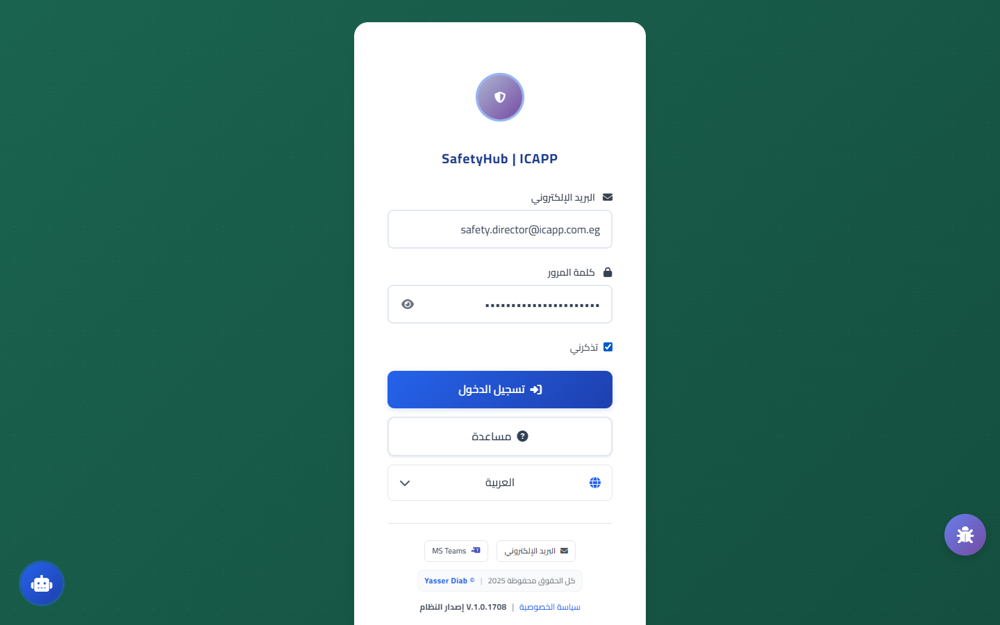 SafetyHub | ICAPP
البريد الإلكتروني
safety.director@icapp.com.eg
كلمة المرور
تذكرني
تسجيل الدخول
مساعدة
العربية
البريد الإلكتروني
MS Teams
كل الحقوق محفوظة 2025 | © Yasser Diab
سياسة الخصوصية | V.1.0.1708 إصدار النظام